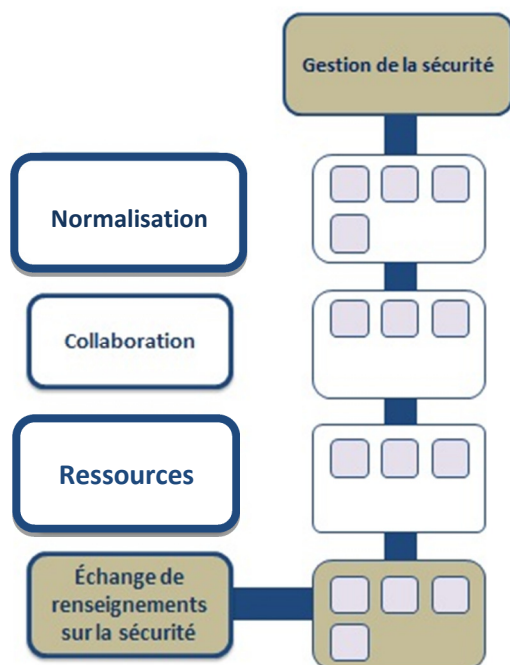 Gestion de la sécurité
Normalisation
Collaboration
Ressources
Échange de
renseignements
sur la sécurité